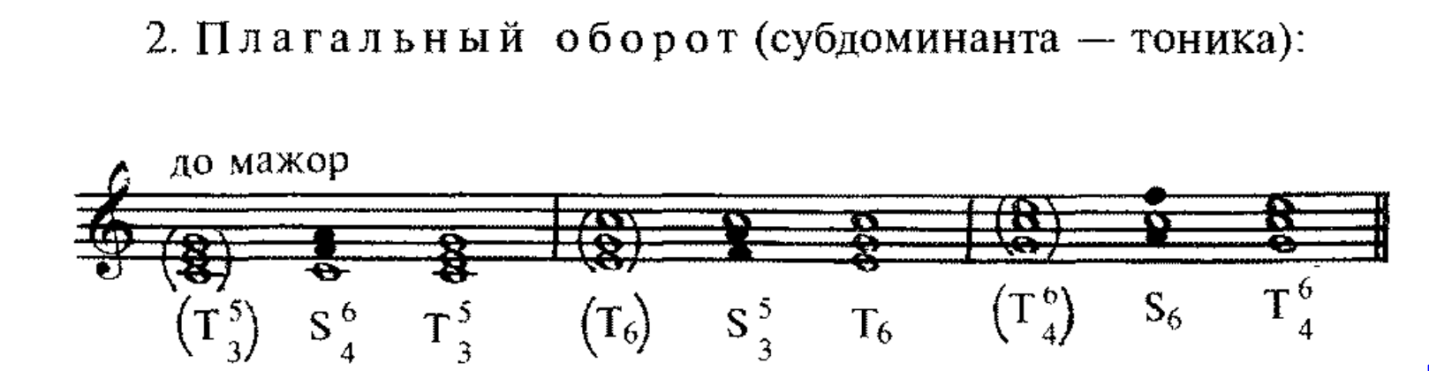 2. Плагальный оборот (субдоминанта — тоника):
до мажор
(T 5 3) S 6 4 T 5 3 (T6) S 5 3 T6 (T 6 4) S6 T 6 4